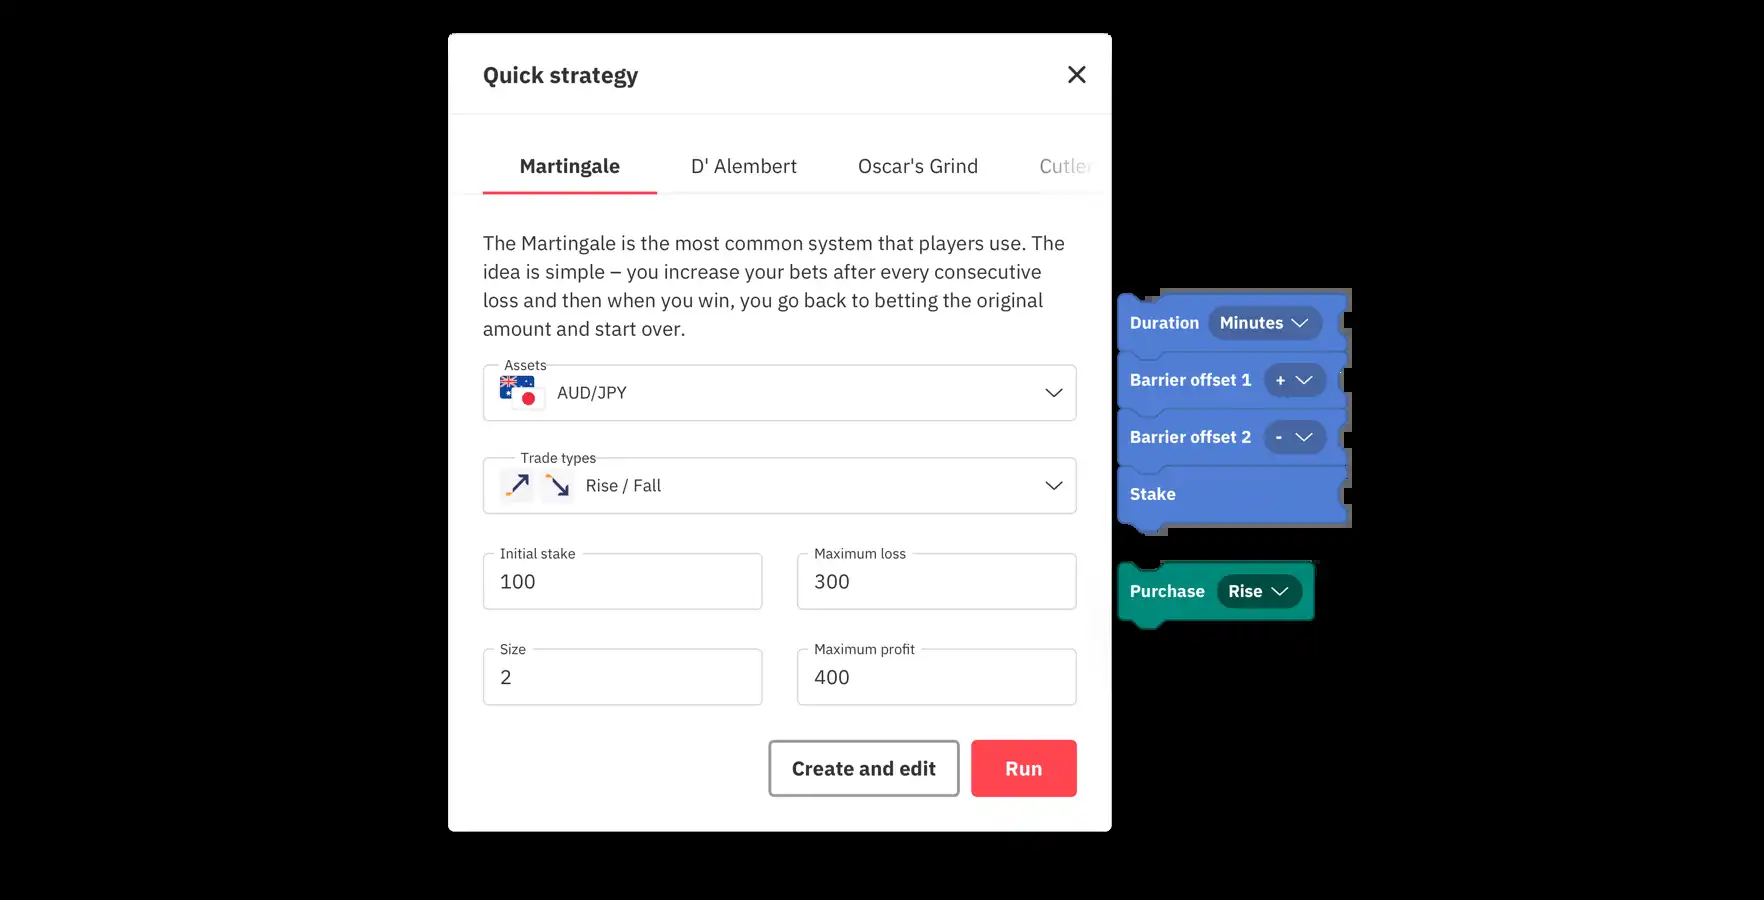 Quick strategy
Martingale
D' Alembert
Oscar's Grind
Cutler
The Martingale is the most common system that players use. The
idea is simple – you increase your bets after every consecutive
loss and then when you win, you go back to betting the original
amount and start over.
Assets
AUD/JPY
Trade types
Rise / Fall
Initial stake
100
Maximum loss
300
Size
2
Maximum profit
400
Create and edit
Run
Duration Minutes
Barrier offset 1 +
Barrier offset 2 -
Stake
Purchase Rise